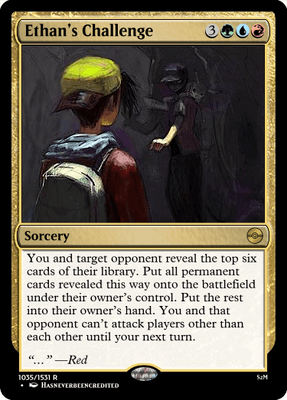 Ethan's Challenge 3
Sorcery
You and target opponent reveal the top six
cards of their library. Put all permanent
cards revealed this way onto the battlefield
under their owner's control. Put the rest
into their owner's hand. You and that
opponent can't attack players other than
each other until your next turn.
“...” —Red
1035/1531 R
SZM
• HASNEVERBEENCREDITED